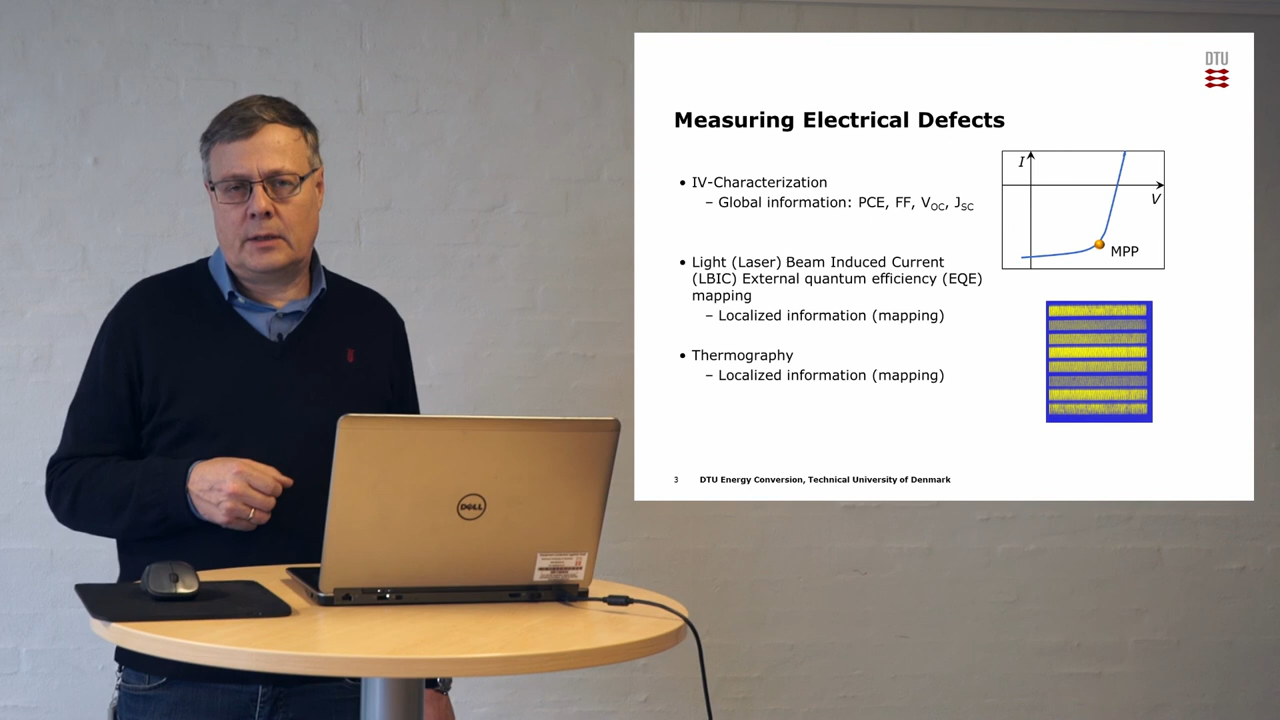 DTU
Measuring Electrical Defects
• IV-Characterization
– Global information: PCE, FF, VOC, JSC
• Light (Laser) Beam Induced Current
(LBIC) External quantum efficiency (EQE)
mapping
– Localized information (mapping)
• Thermography
– Localized information (mapping)
I
V
MPP
3 DTU Energy Conversion, Technical University of Denmark
DELL